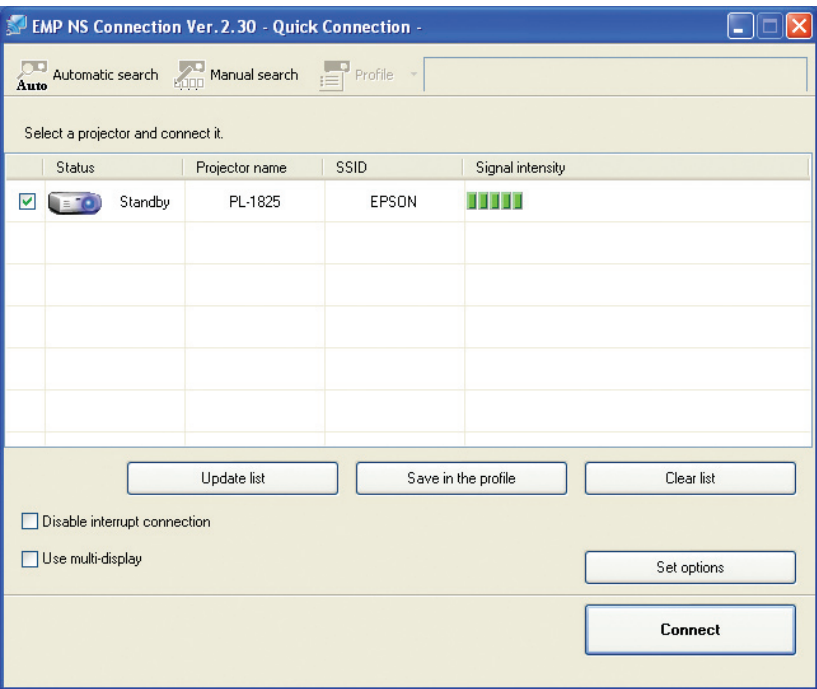 EMP NS Connection Ver.2.30 - Quick Connection -
Auto Automatic search Manual search Profile
Select a projector and connect it.
Status Projector name SSID Signal intensity
Standby PL-1825 EPSON
Update list Save in the profile Clear list
Disable interrupt connection
Use multi-display
Set options
Connect